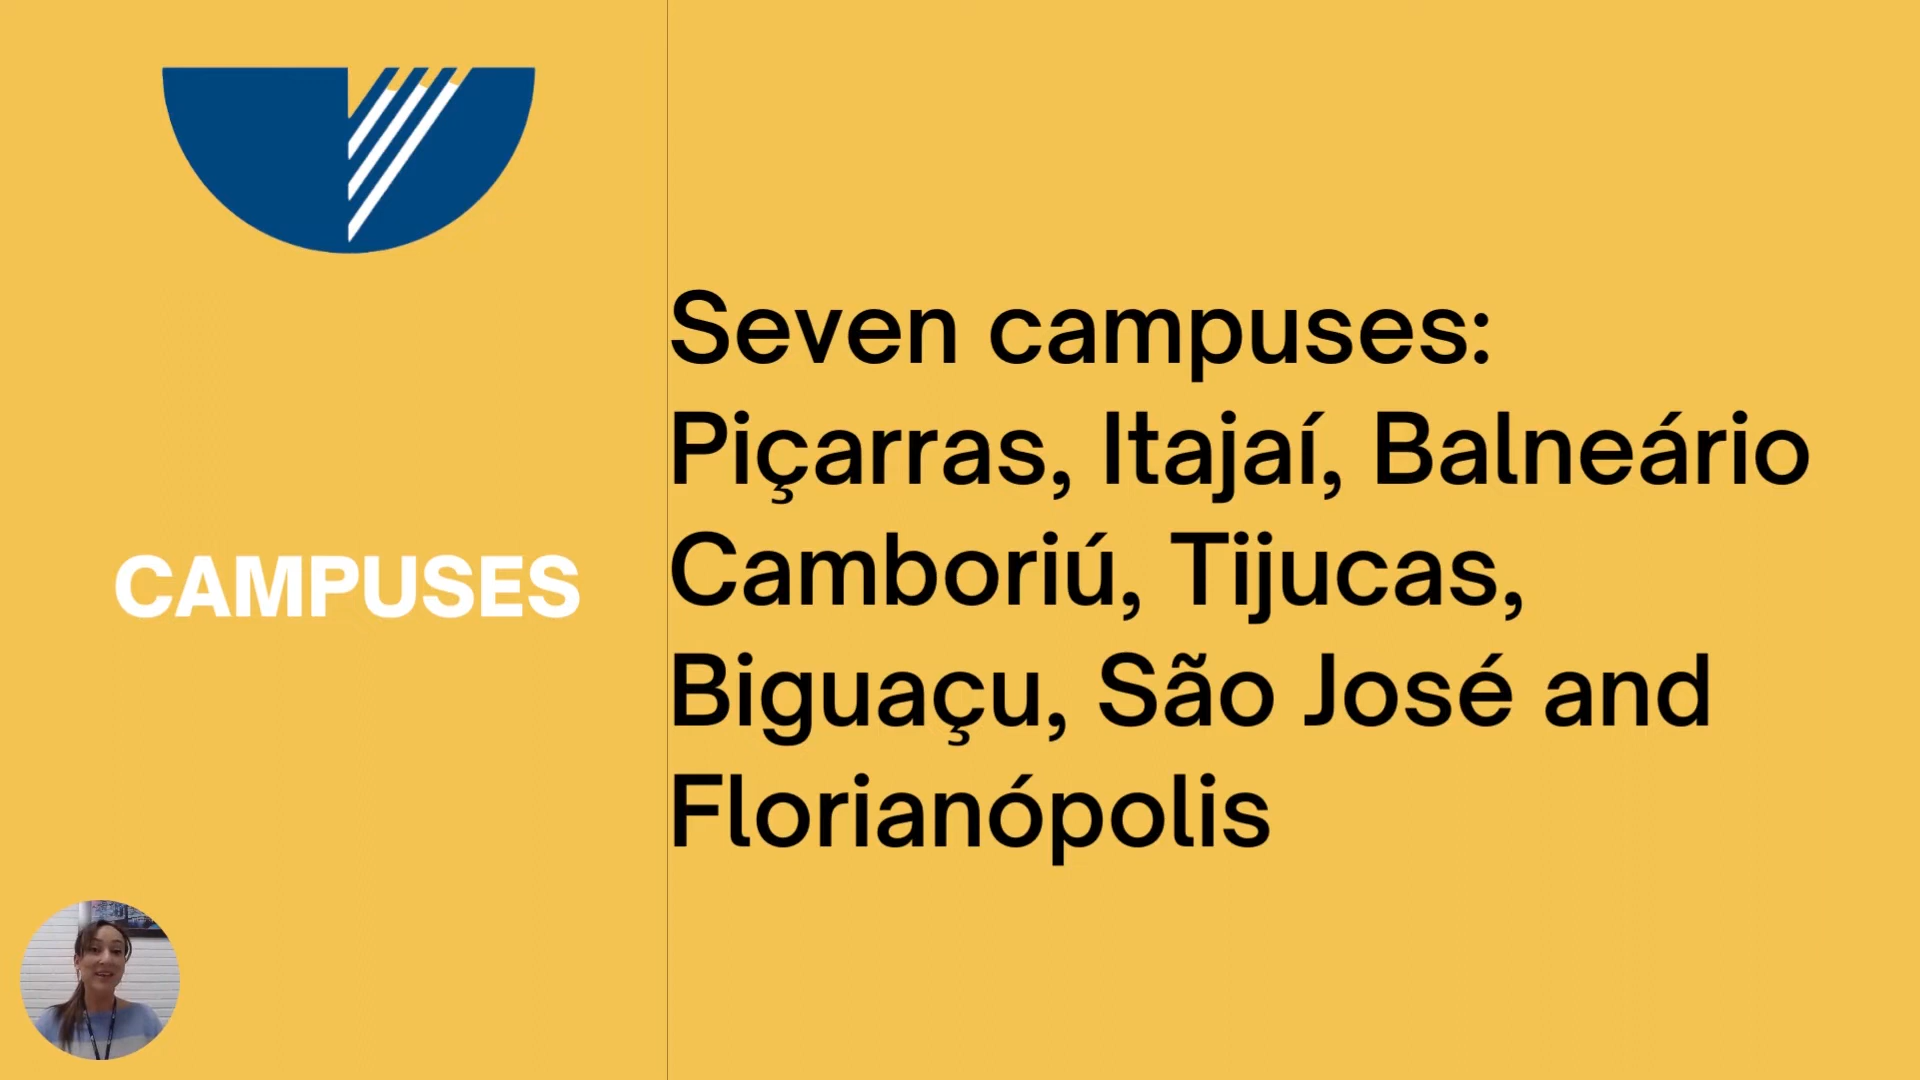 CAMPUSES
Seven campuses:
Piçarras, Itajaí, Balneário
Camboriú, Tijucas,
Biguaçu, São José and
Florianópolis